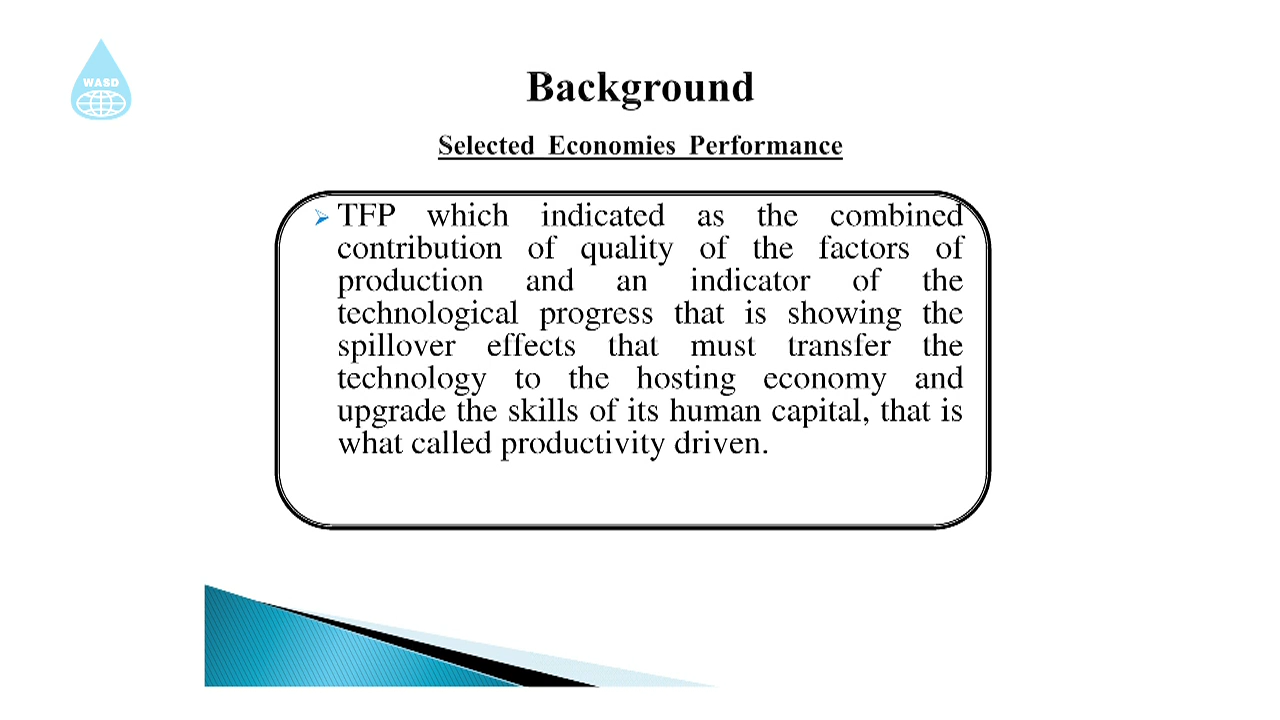 WASD
Background
Selected Economies Performance
TFP which indicated as the combined
contribution of quality of the factors of
production and an indicator of the
technological progress that is showing the
spillover effects that must transfer the
technology to the hosting economy and
upgrade the skills of its human capital, that is
what called productivity driven.